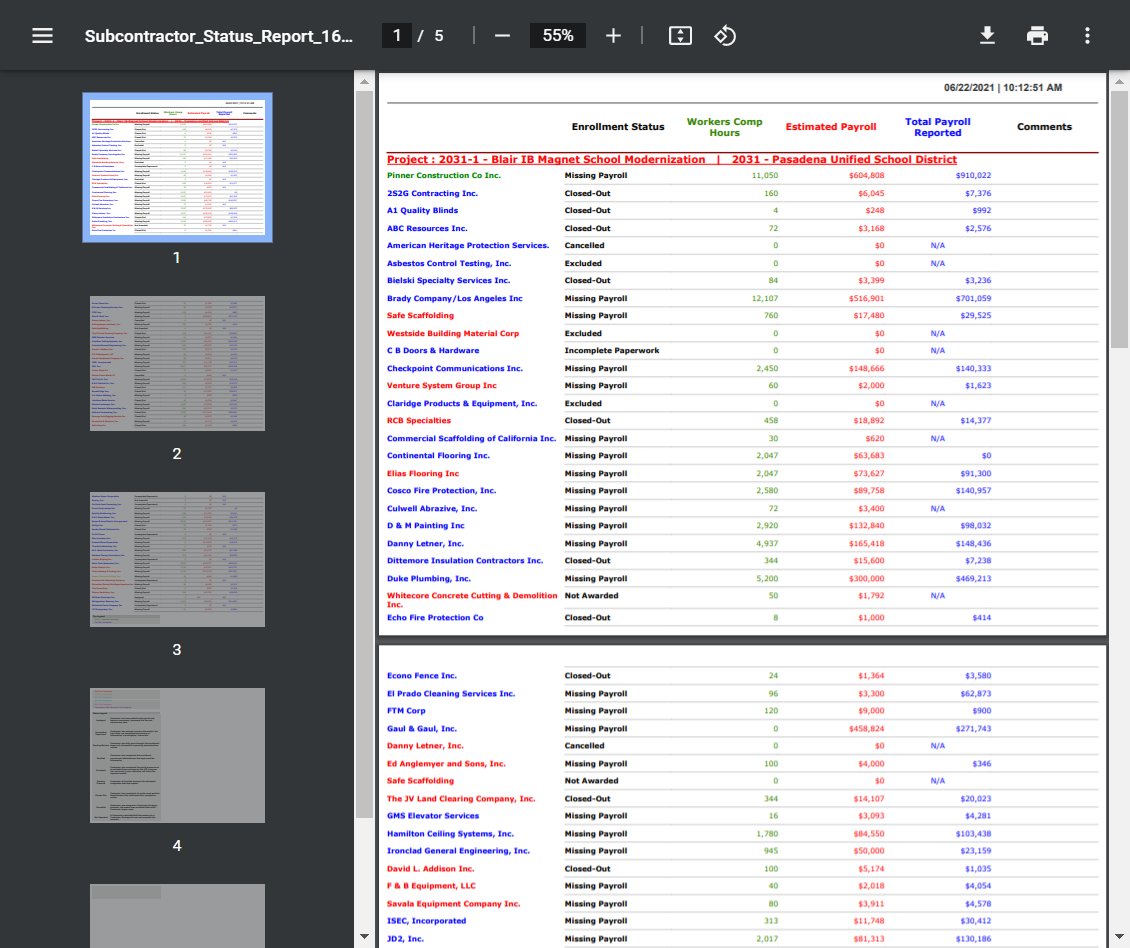 Subcontractor_Status_Report_16...
1 / 5
55%
1
2
3
4
06/22/2021 | 10:12:51 AM
Enrollment Status Workers Comp Hours Estimated Payroll Total Payroll Reported Comments
Project : 2031-1 - Blair IB Magnet School Modernization | 2031 - Pasadena Unified School District
Pinner Construction Co Inc. Missing Payroll 11,050 $604,808 $910,022
2S2G Contracting Inc. Closed-Out 160 $6,045 $7,376
A1 Quality Blinds Closed-Out 4 $248 $992
ABC Resources Inc. Closed-Out 72 $3,168 $2,576
American Heritage Protection Services. Cancelled 0 $0 N/A
Asbestos Control Testing, Inc. Excluded 0 $0 N/A
Bielski Specialty Services Inc. Closed-Out 84 $3,399 $3,236
Brady Company/Los Angeles Inc Missing Payroll 12,107 $516,901 $701,059
Safe Scaffolding Missing Payroll 760 $17,480 $29,525
Westside Building Material Corp Excluded 0 $0 N/A
C B Doors & Hardware Incomplete Paperwork 0 $0 N/A
Checkpoint Communications Inc. Missing Payroll 2,450 $148,666 $140,333
Venture System Group Inc Missing Payroll 60 $2,000 $1,623
Claridge Products & Equipment, Inc. Excluded 0 $0 N/A
RCB Specialties Closed-Out 458 $18,892 $14,377
Commercial Scaffolding of California Inc. Missing Payroll 30 $620 N/A
Continental Flooring Inc. Missing Payroll 2,047 $63,683 $0
Elias Flooring Inc Missing Payroll 2,047 $73,627 $91,300
Cosco Fire Protection, Inc. Missing Payroll 2,580 $89,758 $140,957
Culwell Abrazive, Inc. Missing Payroll 72 $3,400 N/A
D & M Painting Inc Missing Payroll 2,920 $132,840 $98,032
Danny Letner, Inc. Missing Payroll 4,937 $165,418 $148,436
Dittemore Insulation Contractors Inc. Closed-Out 344 $15,600 $7,238
Duke Plumbing, Inc. Missing Payroll 5,200 $300,000 $469,213
Whitecore Concrete Cutting & Demolition Not Awarded 50 $1,792 N/A
Inc.
Echo Fire Protection Co Closed-Out 8 $1,000 $414
Econo Fence Inc. Closed-Out 24 $1,364 $3,580
El Prado Cleaning Services Inc. Missing Payroll 96 $3,300 $62,873
FTM Corp Missing Payroll 120 $9,000 $900
Gaul & Gaul, Inc. Missing Payroll 0 $458,824 $271,743
Danny Letner, Inc. Cancelled 0 $0 N/A
Ed Anglemyer and Sons, Inc. Missing Payroll 100 $4,000 $346
Safe Scaffolding Not Awarded 0 $0 N/A
The JV Land Clearing Company, Inc. Closed-Out 344 $14,107 $20,023
GMS Elevator Services Missing Payroll 16 $3,093 $4,281
Hamilton Ceiling Systems, Inc. Missing Payroll 1,780 $84,550 $103,438
Ironclad General Engineering, Inc. Missing Payroll 945 $50,000 $23,159
David L. Addison Inc. Closed-Out 100 $5,174 $1,035
F & B Equipment, LLC Missing Payroll 40 $2,018 $4,054
Savala Equipment Company Inc. Missing Payroll 80 $3,911 $4,578
ISEC, Incorporated Missing Payroll 313 $11,748 $30,412
JD2, Inc. Missing Payroll 2,017 $81,313 $130,186